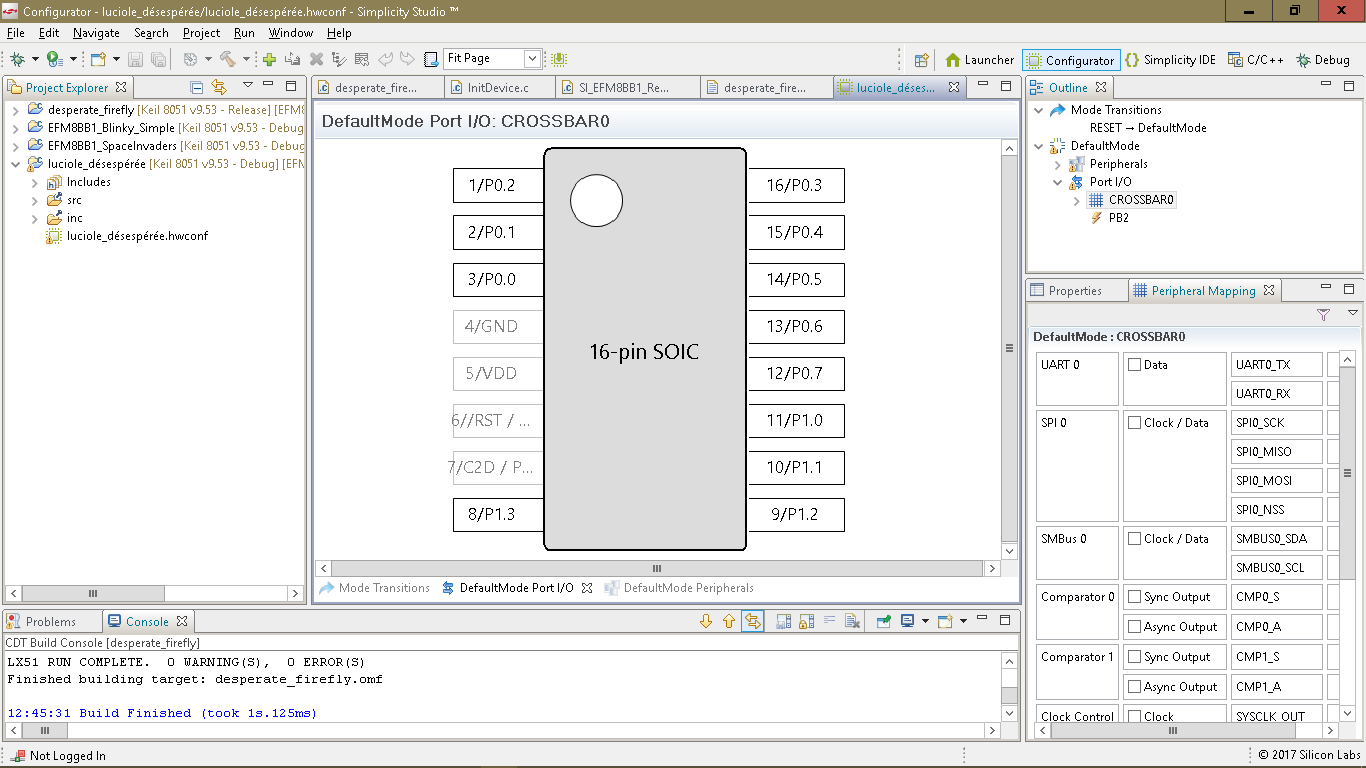 Configurator - luciole_désespérée/luciole_désespérée.hwconf - Simplicity Studio ™
File Edit Navigate Search Project Run Window Help
Fit Page
Launcher Configurator Simplicity IDE C/C++ Debug
Project Explorer
desperate_firefly [Keil 8051 v9.53 - Release] [EFM
EFM8BB1_Blinky_Simple [Keil 8051 v9.53 - Debug
EFM8BB1_SpaceInvaders [Keil 8051 v9.53 - Debug
luciole_désespérée [Keil 8051 v9.53 - Debug] [EFM
Includes
src
inc
luciole_désespérée.hwconf
desperate_fire... InitDevice.c SI_EFM8BB1_Re... desperate_fire... luciole_déses...
DefaultMode Port I/O: CROSSBAR0
1/P0.2
2/P0.1
3/P0.0
4/GND
5/VDD
6//RST / ...
7/C2D / P...
8/P1.3
16-pin SOIC
16/P0.3
15/P0.4
14/P0.5
13/P0.6
12/P0.7
11/P1.0
10/P1.1
9/P1.2
Mode Transitions DefaultMode Port I/O DefaultMode Peripherals
Outline
Mode Transitions
RESET → DefaultMode
DefaultMode
Peripherals
Port I/O
CROSSBAR0
PB2
Properties Peripheral Mapping
DefaultMode : CROSSBAR0
UART 0 Data UART0_TX
UART0_RX
SPI 0 Clock / Data SPI0_SCK
SPI0_MISO
SPI0_MOSI
SPI0_NSS
SMBus 0 Clock / Data SMBUS0_SDA
SMBUS0_SCL
Comparator 0 Sync Output CMP0_S
Async Output CMP0_A
Comparator 1 Sync Output CMP1_S
Async Output CMP1_A
Clock Control Clock SYSCLK_OUT
Problems Console
CDT Build Console [desperate_firefly]
LX51 RUN COMPLETE.  0 WARNING(S),  0 ERROR(S)
Finished building target: desperate_firefly.omf
12:45:31 Build Finished (took 1s.125ms)
Not Logged In
© 2017 Silicon Labs